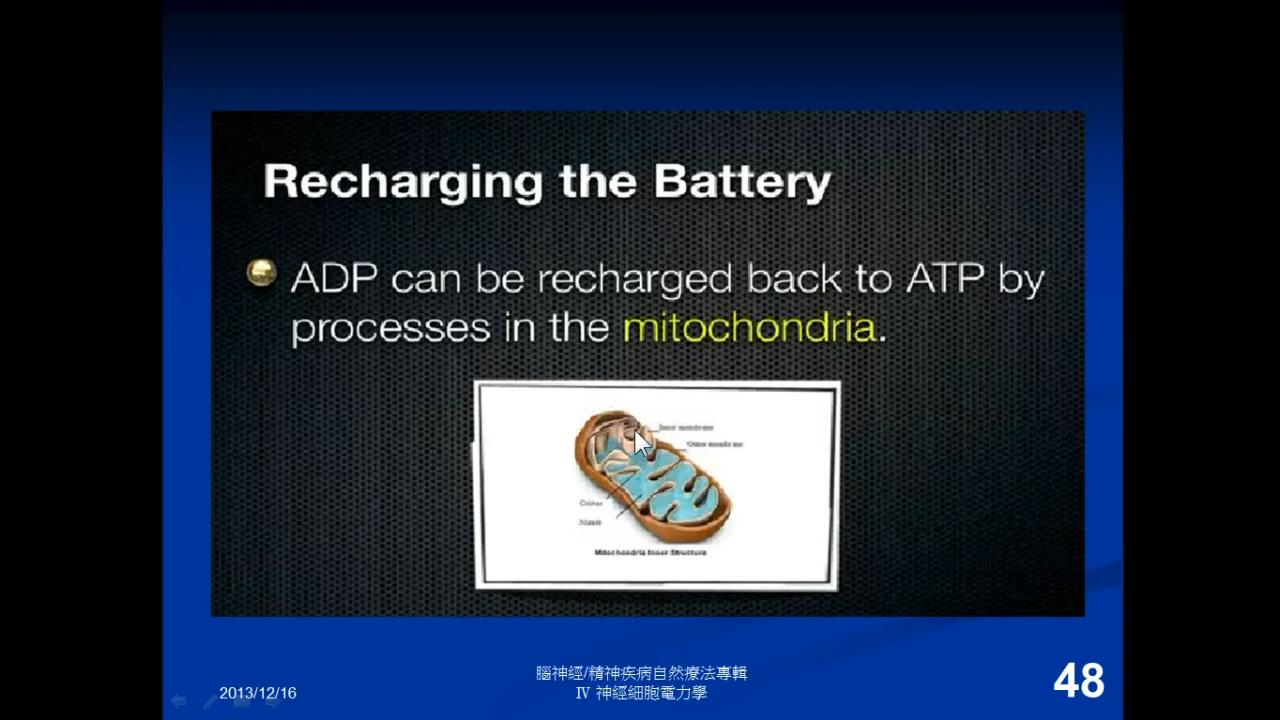 Recharging the Battery
ADP can be recharged back to ATP by
processes in the mitochondria.
Inner membrane
Outer membrane
Cristae
Matrix
Mitochondria Inner Structure
2013/12/16
腦神經/精神疾病自然療法專輯
IV 神經細胞電力學
48